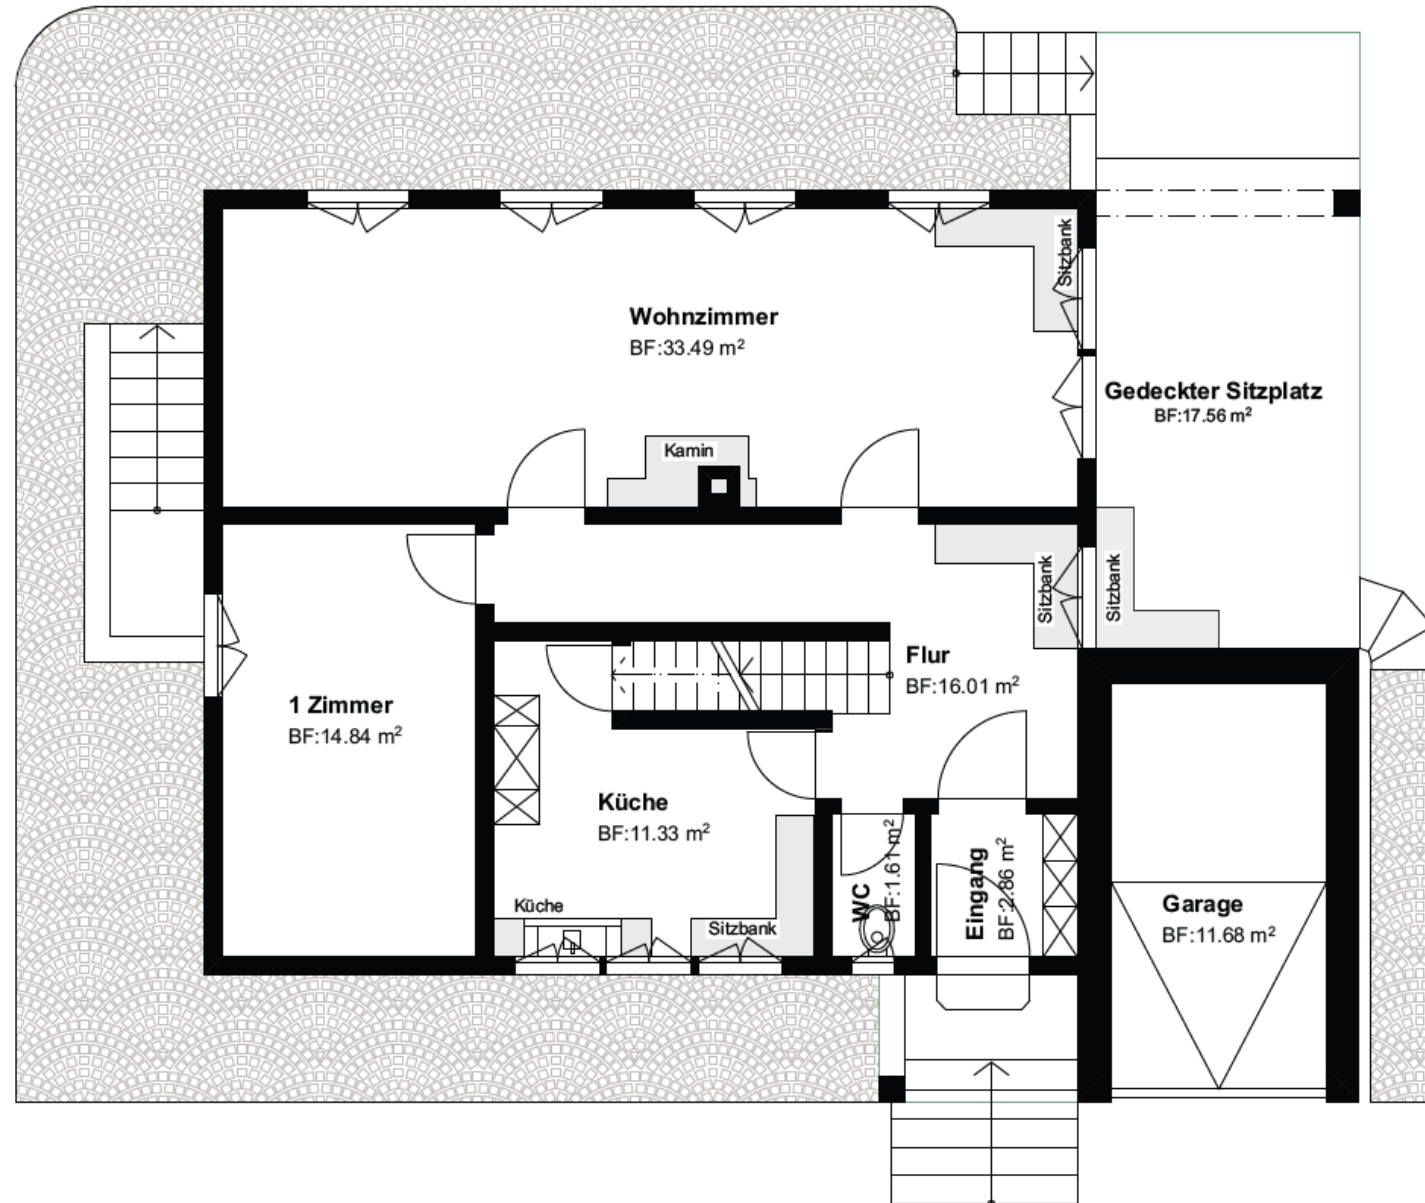 Sitzbank
Wohnzimmer
BF:33.49 m²
Gedeckter Sitzplatz
BF:17.56 m²
Kamin
Sitzbank
Sitzbank
Flur
BF:16.01 m²
1 Zimmer
BF:14.84 m²
Küche
BF:11.33 m²
WC
BF:1.61 m²
Eingang
BF:2.86 m²
Garage
BF:11.68 m²
Küche
Sitzbank